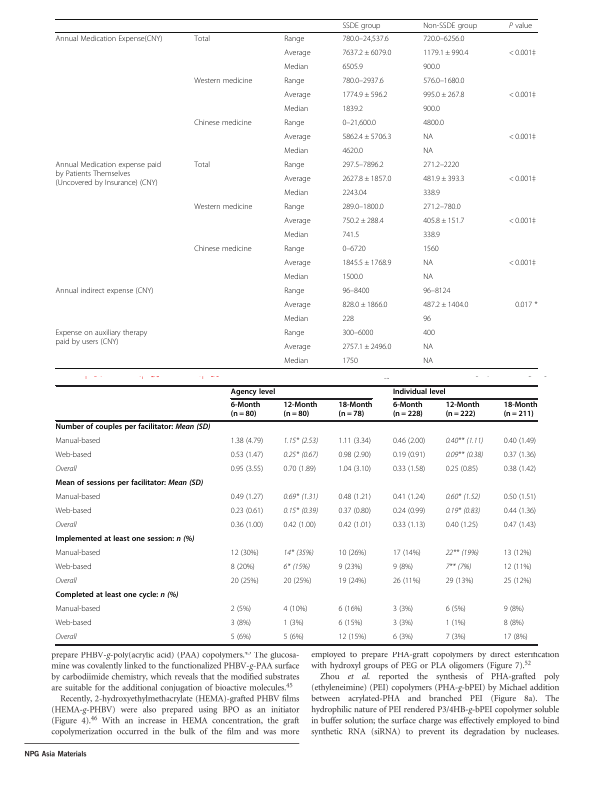 SSDE group Non-SSDE group P value
Annual Medication Expense(CNY) Total Range 780.0–24,537.6 720.0–6256.0
Average 7637.2 ± 6079.0 1179.1 ± 990.4 < 0.001‡
Median 6505.9 900.0
Western medicine Range 780.0–2937.6 576.0–1680.0
Average 1774.9 ± 596.2 995.0 ± 267.8 < 0.001‡
Median 1839.2 900.0
Chinese medicine Range 0–21,600.0 4800.0
Average 5862.4 ± 5706.3 NA < 0.001‡
Median 4620.0 NA
Annual Medication expense paid by Patients Themselves (Uncovered by Insurance) (CNY) Total Range 297.5–7896.2 271.2–2220
Average 2627.8 ± 1857.0 481.9 ± 393.3 < 0.001‡
Median 2243.04 338.9
Western medicine Range 289.0–1800.0 271.2–780.0
Average 750.2 ± 288.4 405.8 ± 151.7 < 0.001‡
Median 741.5 338.9
Chinese medicine Range 0–6720 1560
Average 1845.5 ± 1768.9 NA < 0.001‡
Median 1500.0 NA
Annual indirect expense (CNY) Range 96–8400 96–8124
Average 828.0 ± 1866.0 487.2 ± 1404.0 0.017 *
Median 228 96
Expense on auxiliary therapy paid by users (CNY) Range 300–6000 400
Average 2757.1 ± 2496.0 NA
Median 1750 NA
Agency level Individual level
6-Month 12-Month 18-Month 6-Month 12-Month 18-Month
(n = 80) (n = 80) (n = 78) (n = 228) (n = 222) (n = 211)
Number of couples per facilitator: Mean (SD)
Manual-based 1.38 (4.79) 1.15* (2.53) 1.11 (3.34) 0.46 (2.00) 0.40** (1.11) 0.40 (1.49)
Web-based 0.53 (1.47) 0.25* (0.67) 0.98 (2.90) 0.19 (0.91) 0.09** (0.38) 0.37 (1.36)
Overall 0.95 (3.55) 0.70 (1.89) 1.04 (3.10) 0.33 (1.58) 0.25 (0.85) 0.38 (1.42)
Mean of sessions per facilitator: Mean (SD)
Manual-based 0.49 (1.27) 0.69* (1.31) 0.48 (1.21) 0.41 (1.24) 0.60* (1.52) 0.50 (1.51)
Web-based 0.23 (0.61) 0.15* (0.39) 0.37 (0.80) 0.24 (0.99) 0.19* (0.83) 0.44 (1.36)
Overall 0.36 (1.00) 0.42 (1.00) 0.42 (1.01) 0.33 (1.13) 0.40 (1.25) 0.47 (1.43)
Implemented at least one session: n (%)
Manual-based 12 (30%) 14* (35%) 10 (26%) 17 (14%) 22** (19%) 13 (12%)
Web-based 8 (20%) 6* (15%) 9 (23%) 9 (8%) 7** (7%) 12 (11%)
Overall 20 (25%) 20 (25%) 19 (24%) 26 (11%) 29 (13%) 25 (12%)
Completed at least one cycle: n (%)
Manual-based 2 (5%) 4 (10%) 6 (16%) 3 (3%) 6 (5%) 9 (8%)
Web-based 3 (8%) 1 (3%) 6 (15%) 3 (3%) 1 (1%) 8 (8%)
Overall 5 (6%) 5 (6%) 12 (15%) 6 (3%) 7 (3%) 17 (8%)
prepare PHBV-g-poly(acrylic acid) (PAA) copolymers. The glucosa-
mine was covalently linked to the functionalized PHBV-g-PAA surface
by carbodiimide chemistry, which reveals that the modified substrates
are suitable for the additional conjugation of bioactive molecules.45
Recently, 2-hydroxyethylmethacrylate (HEMA)-grafted PHBV films
(HEMA-g-PHBV) were also prepared using BPO as an initiator
(Figure 4).46 With an increase in HEMA concentration, the graft
copolymerization occurred in the bulk of the film and was more
employed to prepare PHA-graft copolymers by direct esterification
with hydroxyl groups of PEG or PLA oligomers (Figure 7).52
Zhou et al. reported the synthesis of PHA-grafted poly
(ethyleneimine) (PEI) copolymers (PHA-g-bPEI) by Michael addition
between acrylated-PHA and branched PEI (Figure 8a). The
hydrophilic nature of PEI rendered P3/4HB-g-bPEI copolymer soluble
in buffer solution; the surface charge was effectively employed to bind
synthetic RNA (siRNA) to prevent its degradation by nucleases.
NPG Asia Materials